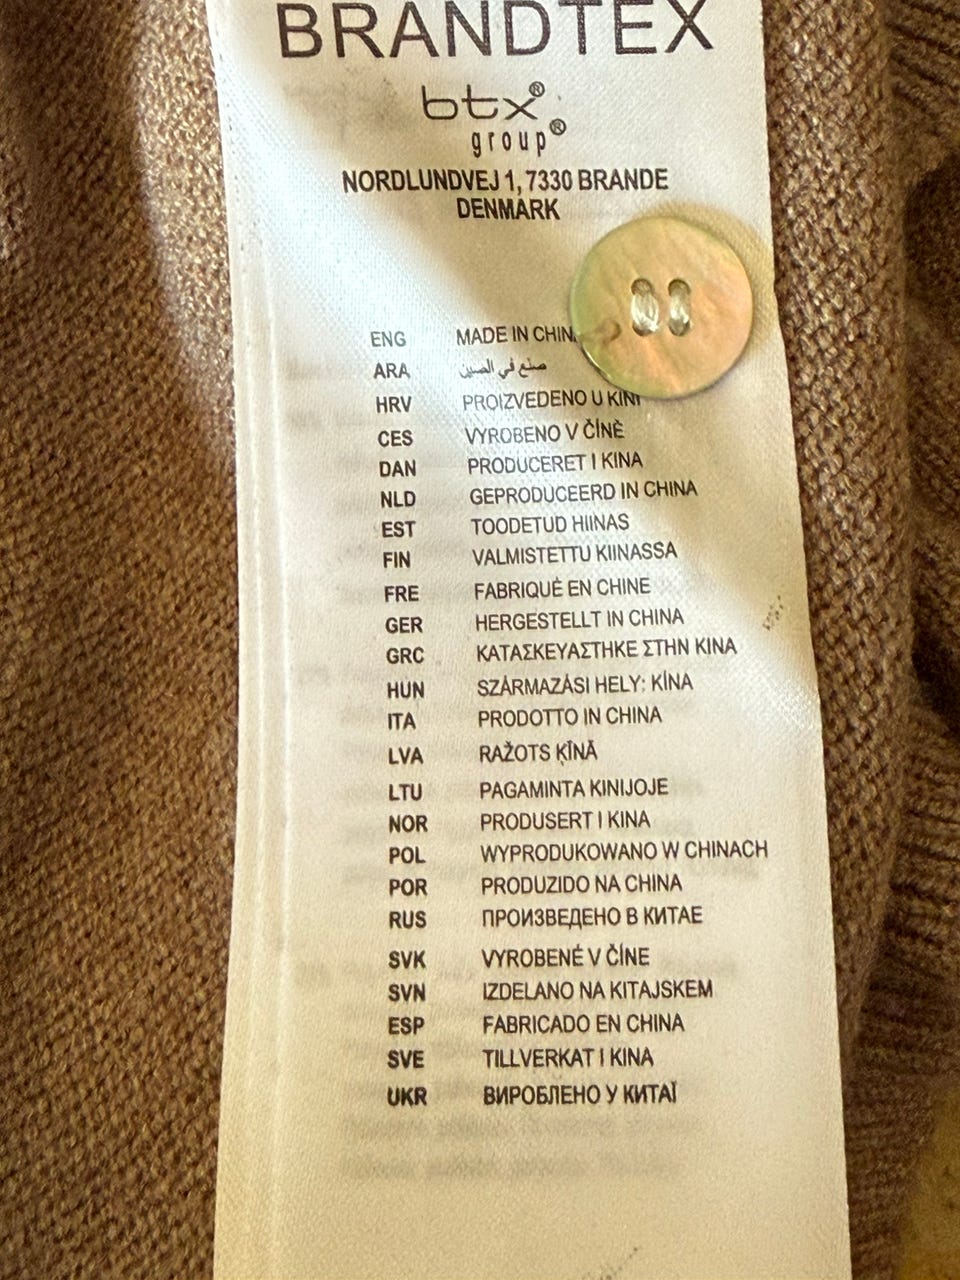 BRANDTEX
btx®
group®
NORDLUNDVEJ 1, 7330 BRANDE
DENMARK
ENG MADE IN
ARA صنع في الصين
HRV PROIZVEDENO U
CES VYROBENO V ČÍNĚ
DAN PRODUCERET I KINA
NLD GEPRODUCEERD IN CHINA
EST TOODETUD HIINAS
FIN VALMISTETTU KIINASSA
FRE FABRIQUÉ EN CHINE
GER HERGESTELLT IN CHINA
GRC ΚΑΤΑΣΚΕΥΑΣΤΗΚΕ ΣΤΗΝ ΚΙΝΑ
HUN SZÁRMAZÁSI HELY: KÍNA
ITA PRODOTTO IN CHINA
LVA RAŽOTS ĶĪNĀ
LTU PAGAMINTA KINIJOJE
NOR PRODUSERT I KINA
POL WYPRODUKOWANO W CHINACH
POR PRODUZIDO NA CHINA
RUS ПРОИЗВЕДЕНО В КИТАЕ
SVK VYROBENÉ V ČÍNE
SVN IZDELANO NA KITAJSKEM
ESP FABRICADO EN CHINA
SVE TILLVERKAT I KINA
UKR ВИРОБЛЕНО У КИТАЇ